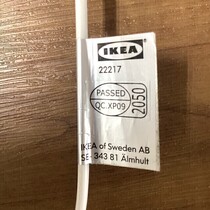 IKEA
22217
PASSED
QC.XP09
2050
IKEA of Sweden AB
SE- 343 81 Älmhult